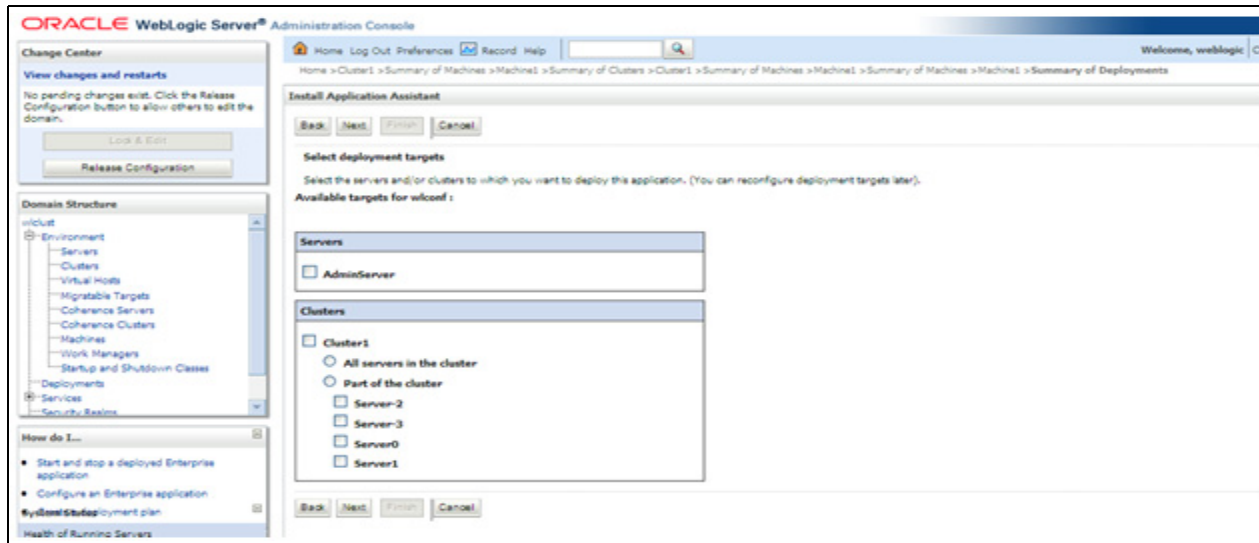 ORACLE WebLogic Server® Administration Console
Change Center
View changes and restarts
No pending changes exist. Click the Release
Configuration button to allow others to edit the
domain.
Lock & Edit
Release Configuration
Domain Structure
wlclust
Environment
Servers
Clusters
Virtual Hosts
Migratable Targets
Coherence Servers
Coherence Clusters
Machines
Work Managers
Startup and Shutdown Classes
Deployments
Services
Security Realms
How do I...
Start and stop a deployed Enterprise
application
Configure an Enterprise application
deployment plan
System Status
Health of Running Servers
Home Log Out Preferences Record Help
Welcome, weblogic
Home >Cluster1 >Summary of Machines >Machine1 >Summary of Clusters >Cluster1 >Summary of Machines >Machine1 >Summary of Machines >Machine1 >Summary of Deployments
Install Application Assistant
Back Next Finish Cancel
Select deployment targets
Select the servers and/or clusters to which you want to deploy this application. (You can reconfigure deployment targets later).
Available targets for wlconf :
Servers
AdminServer
Clusters
Cluster1
All servers in the cluster
Part of the cluster
Server-2
Server-3
Server0
Server1
Back Next Finish Cancel